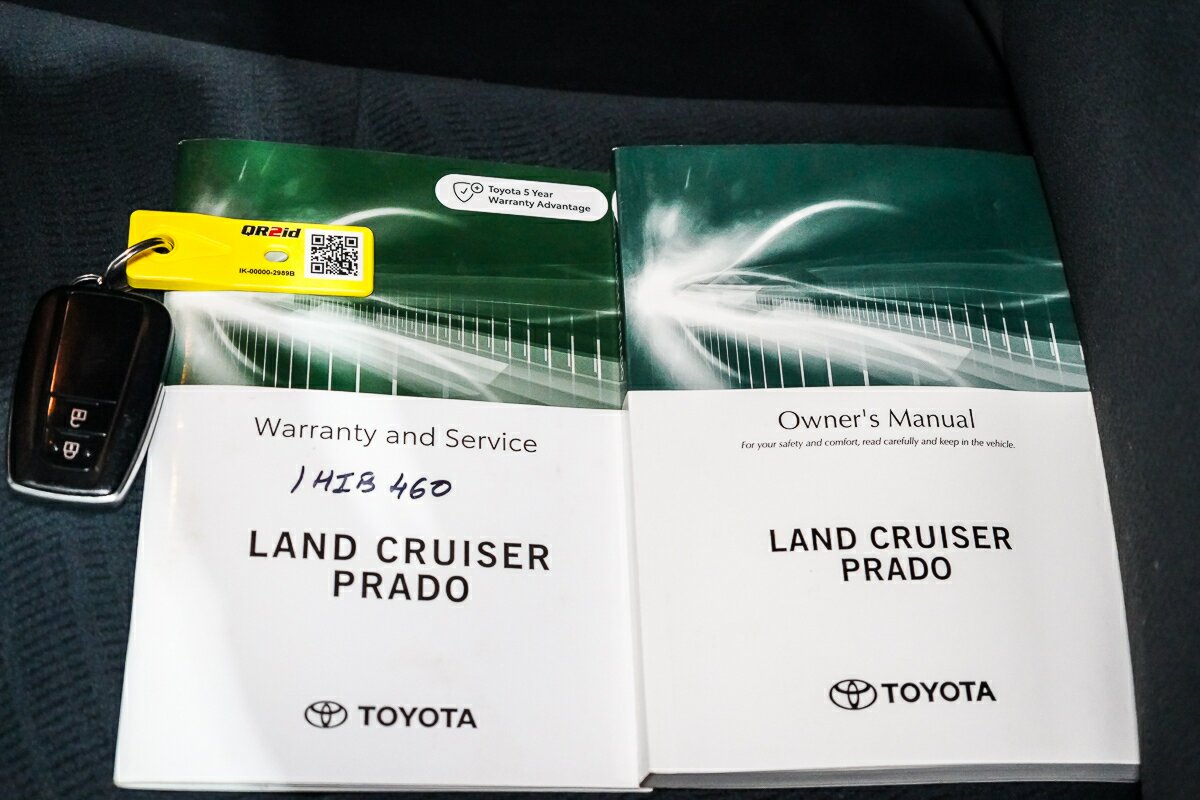 Toyota 5 Year
Warranty Advantage
QR2id
IK-00000-2989B
Warranty and Service
1HIB 460
LAND CRUISER
PRADO
TOYOTA
Owner's Manual
For your safety and comfort, read carefully and keep in the vehicle.
LAND CRUISER
PRADO
TOYOTA